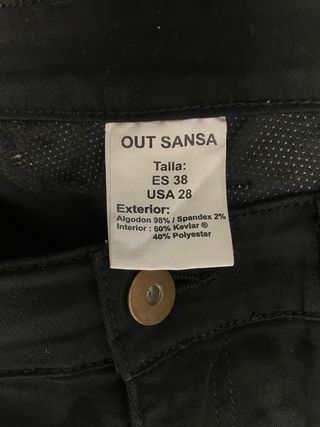 OUT SANSA
Talla:
ES 38
USA 28
Exterior:
Algodon 98% / Spandex 2%
Interior : 60% Kevlar ®
40% Polyester